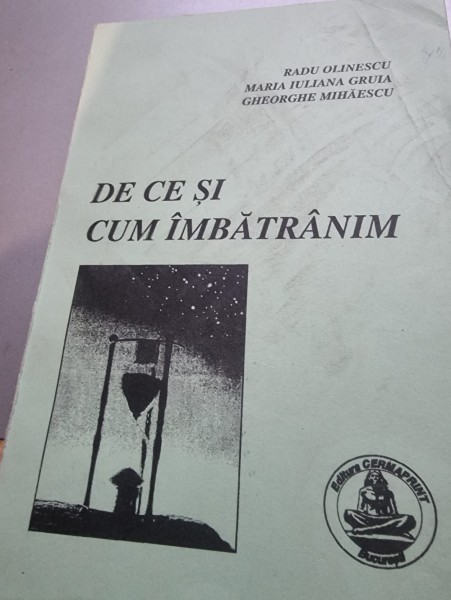 RADU OLINESCU
MARIA IULIANA GRUIA
GHEORGHE MIHĂESCU
DE CE ȘI
CUM ÎMBĂTRÂNIM
Editura CERMAPRINT
București